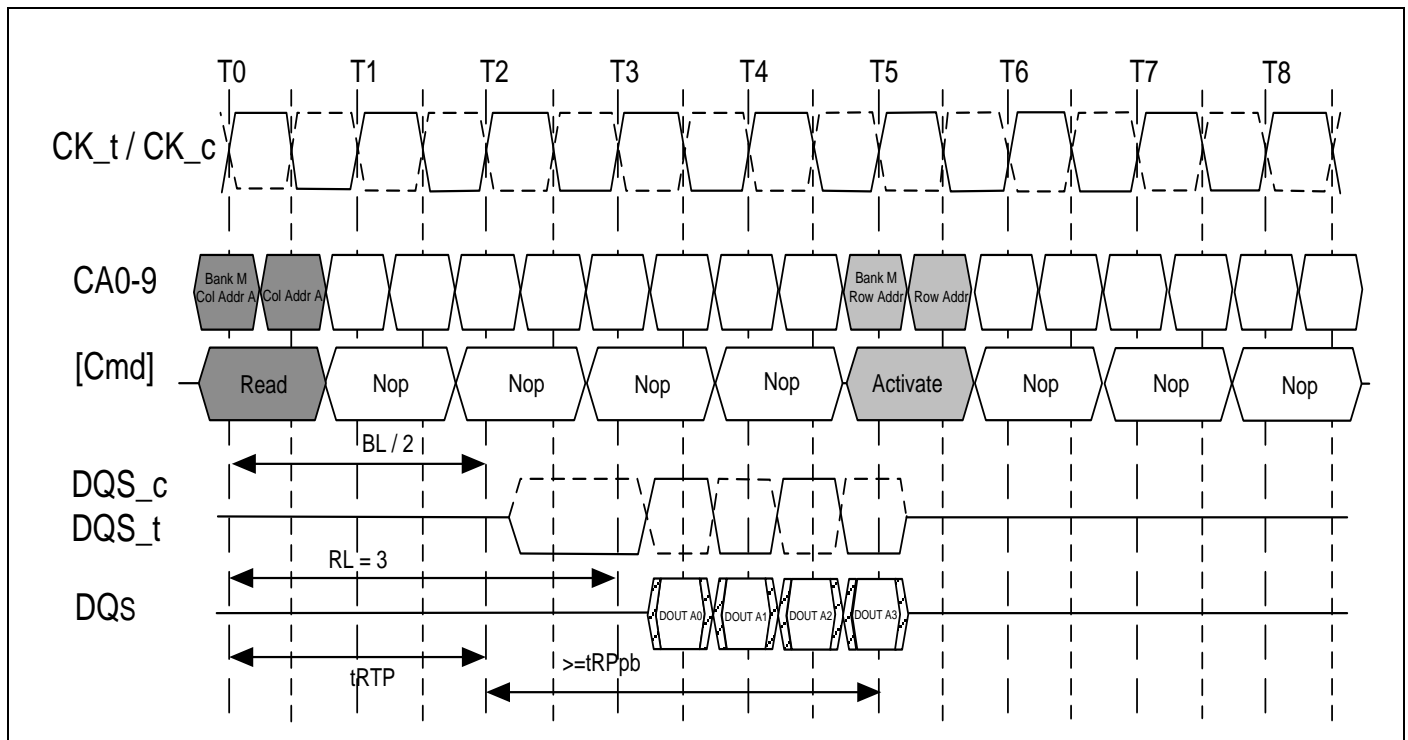 T0 T1 T2 T3 T4 T5 T6 T7 T8
CK_t / CK_c
CA0-9
Bank M
Col Addr A
Col Addr A
Bank M
Row Addr
Row Addr
[Cmd]
Read Nop Nop Nop Nop Activate Nop Nop Nop
BL / 2
DQS_c
DQS_t
RL = 3
DQs
DOUT A0 DOUT A1 DOUT A2 DOUT A3
tRTP
>=tRPpb